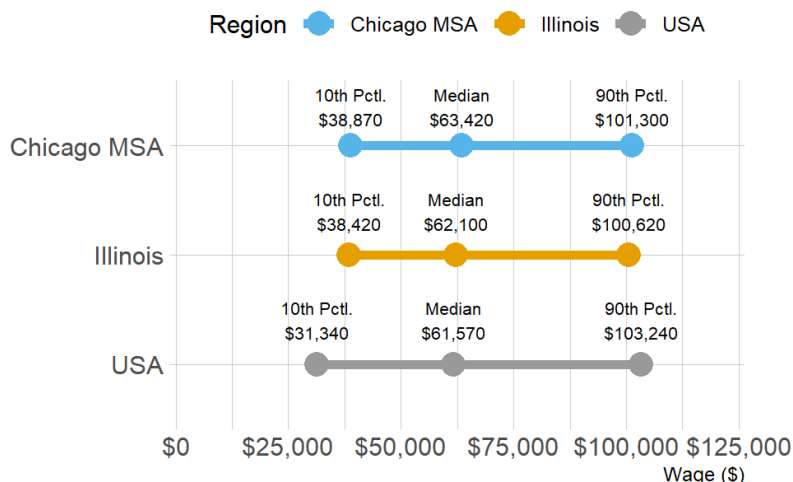 Region Chicago MSA Illinois USA
10th Pctl. Median 90th Pctl.
$38,870 $63,420 $101,300
Chicago MSA
10th Pctl. Median 90th Pctl.
$38,420 $62,100 $100,620
Illinois
10th Pctl. Median 90th Pctl.
$31,340 $61,570 $103,240
USA
$0 $25,000 $50,000 $75,000 $100,000 $125,000
Wage ($)